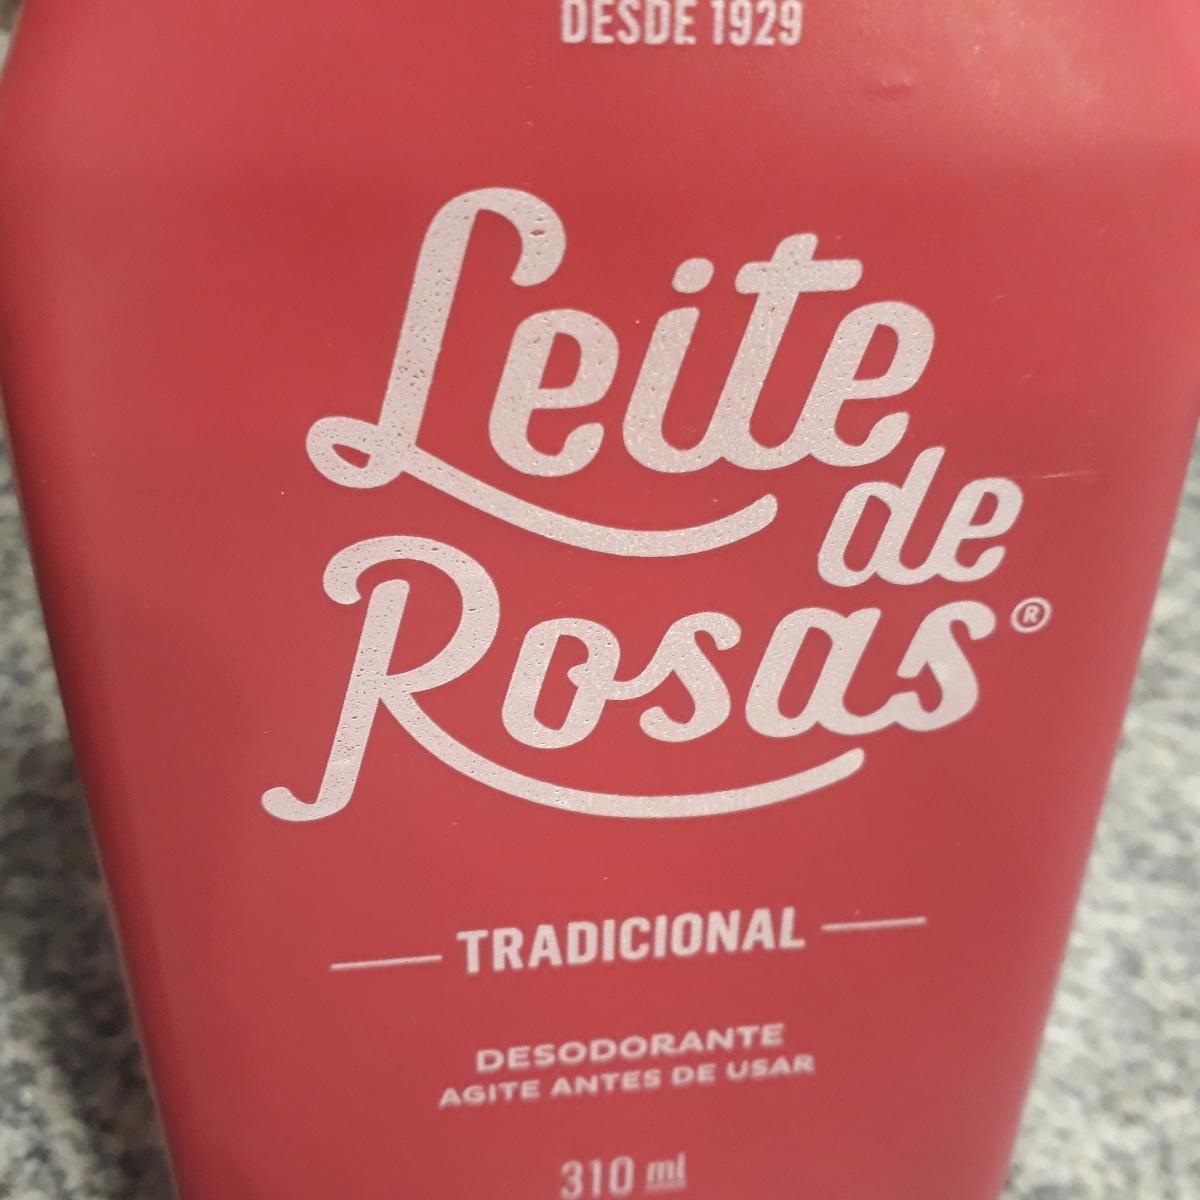 DESDE 1929
Leite
de
Rosas®
TRADICIONAL
DESODORANTE
AGITE ANTES DE USAR
310 ml